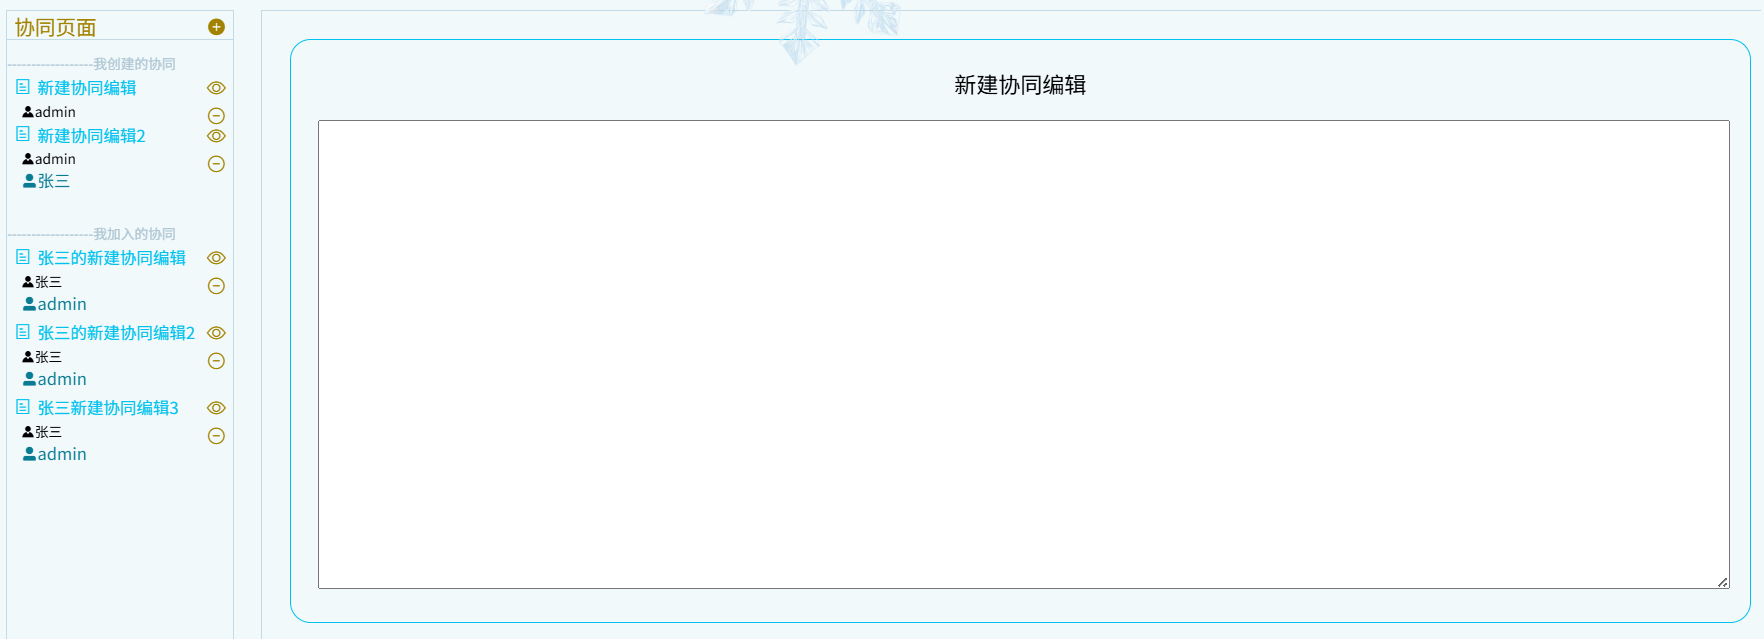 协同页面
------------------我创建的协同
新建协同编辑
admin
新建协同编辑2
admin
张三
------------------我加入的协同
张三的新建协同编辑
张三
admin
张三的新建协同编辑2
张三
admin
张三新建协同编辑3
张三
admin
新建协同编辑